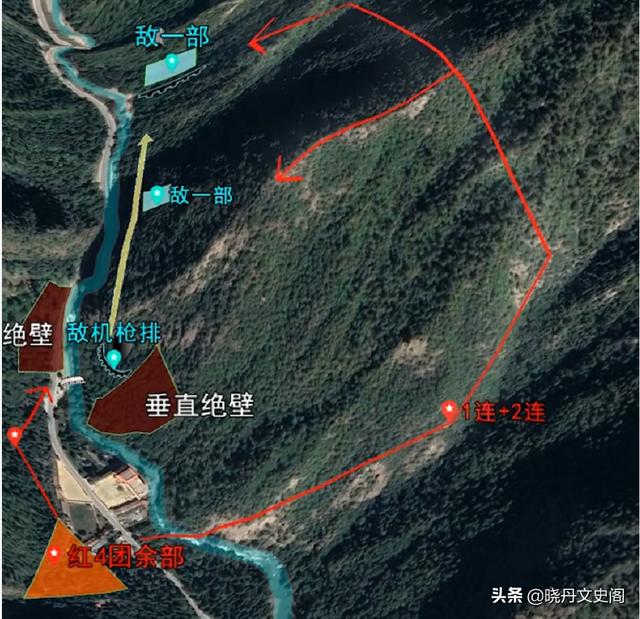 敌一部
敌一部
绝壁
敌机枪排
垂直绝壁
1连+2连
红4团余部
头条 @晓丹文史阁